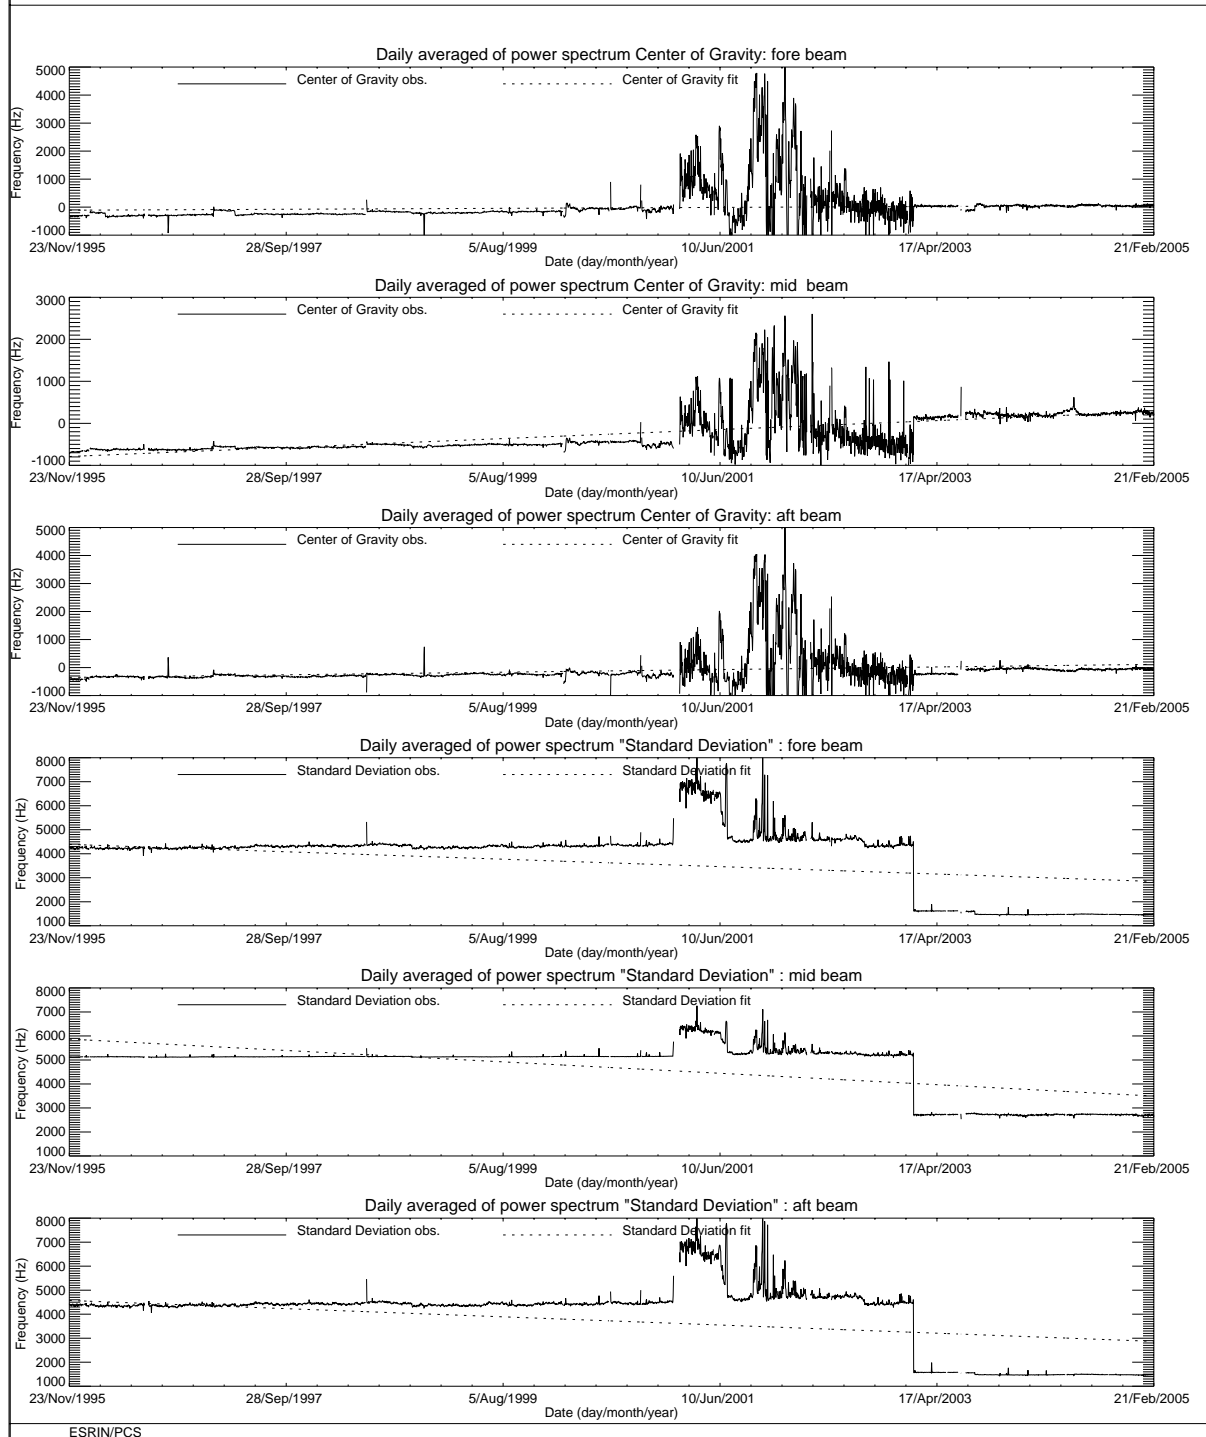 Daily averaged of power spectrum Center of Gravity: fore beam
Center of Gravity obs. Center of Gravity fit
Frequency (Hz)
5000
4000
3000
2000
1000
0
-1000
23/Nov/1995 28/Sep/1997 5/Aug/1999 10/Jun/2001 17/Apr/2003 21/Feb/2005
Date (day/month/year)
Daily averaged of power spectrum Center of Gravity: mid beam
Center of Gravity obs. Center of Gravity fit
Frequency (Hz)
3000
2000
1000
0
-1000
23/Nov/1995 28/Sep/1997 5/Aug/1999 10/Jun/2001 17/Apr/2003 21/Feb/2005
Date (day/month/year)
Daily averaged of power spectrum Center of Gravity: aft beam
Center of Gravity obs. Center of Gravity fit
Frequency (Hz)
5000
4000
3000
2000
1000
0
-1000
23/Nov/1995 28/Sep/1997 5/Aug/1999 10/Jun/2001 17/Apr/2003 21/Feb/2005
Date (day/month/year)
Daily averaged of power spectrum "Standard Deviation" : fore beam
Standard Deviation obs. Standard Deviation fit
Frequency (Hz)
8000
7000
6000
5000
4000
3000
2000
1000
23/Nov/1995 28/Sep/1997 5/Aug/1999 10/Jun/2001 17/Apr/2003 21/Feb/2005
Date (day/month/year)
Daily averaged of power spectrum "Standard Deviation" : mid beam
Standard Deviation obs. Standard Deviation fit
Frequency (Hz)
8000
7000
6000
5000
4000
3000
2000
1000
23/Nov/1995 28/Sep/1997 5/Aug/1999 10/Jun/2001 17/Apr/2003 21/Feb/2005
Date (day/month/year)
Daily averaged of power spectrum "Standard Deviation" : aft beam
Standard Deviation obs. Standard Deviation fit
Frequency (Hz)
8000
7000
6000
5000
4000
3000
2000
1000
23/Nov/1995 28/Sep/1997 5/Aug/1999 10/Jun/2001 17/Apr/2003 21/Feb/2005
Date (day/month/year)
ESRIN/PCS